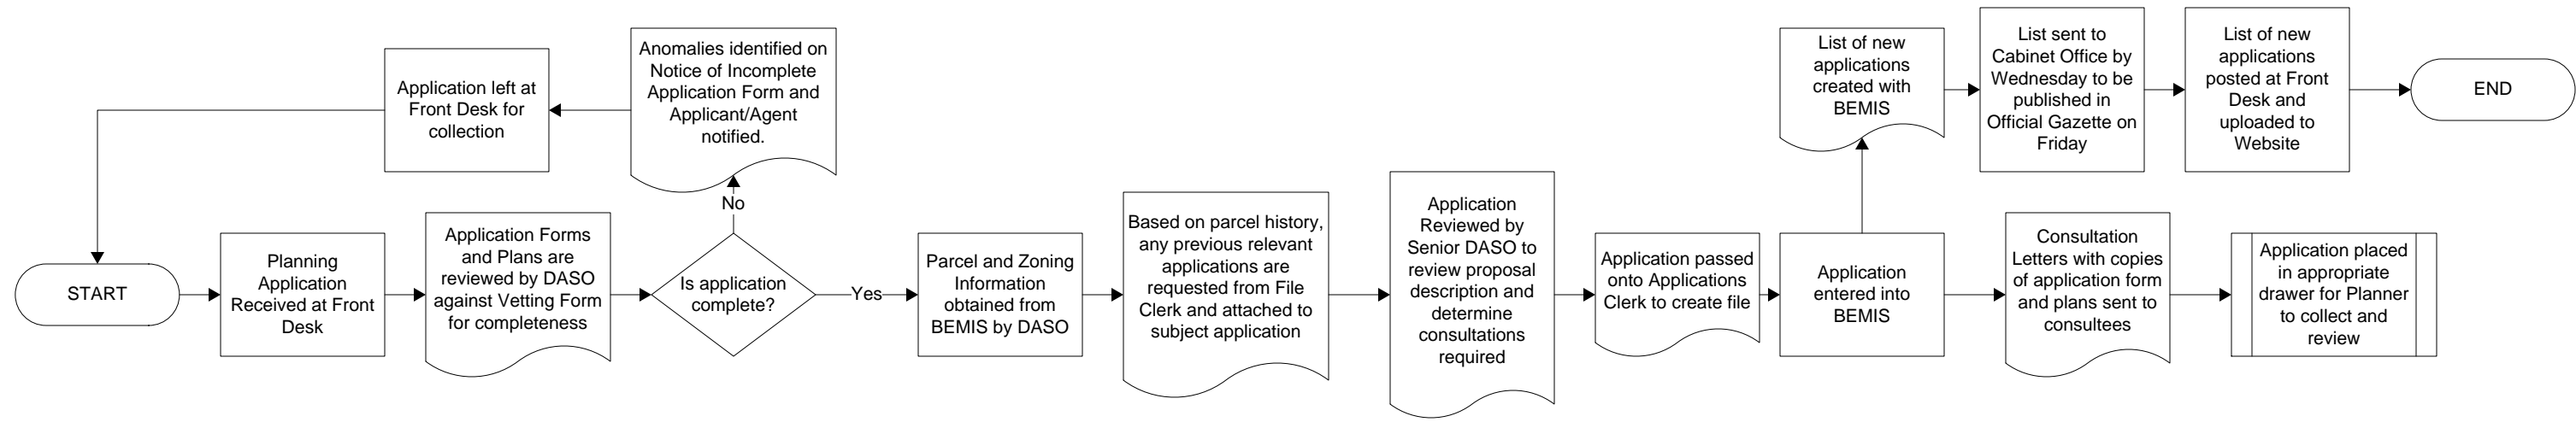 START
Planning
Application
Received at Front
Desk
Application Forms
and Plans are
reviewed by DASO
against Vetting Form
for completeness
Is application
complete?
No
Anomalies identified on
Notice of Incomplete
Application Form and
Applicant/Agent
notified.
Application left at
Front Desk for
collection
Yes
Parcel and Zoning
Information
obtained from
BEMIS by DASO
Based on parcel history,
any previous relevant
applications are
requested from File
Clerk and attached to
subject application
Application
Reviewed by
Senior DASO to
review proposal
description and
determine
consultations
required
Application passed
onto Applications
Clerk to create file
Application
entered into
BEMIS
List of new
applications
created with
BEMIS
List sent to
Cabinet Office by
Wednesday to be
published in
Official Gazette on
Friday
List of new
applications
posted at Front
Desk and
uploaded to
Website
END
Consultation
Letters with copies
of application form
and plans sent to
consultees
Application placed
in appropriate
drawer for Planner
to collect and
review